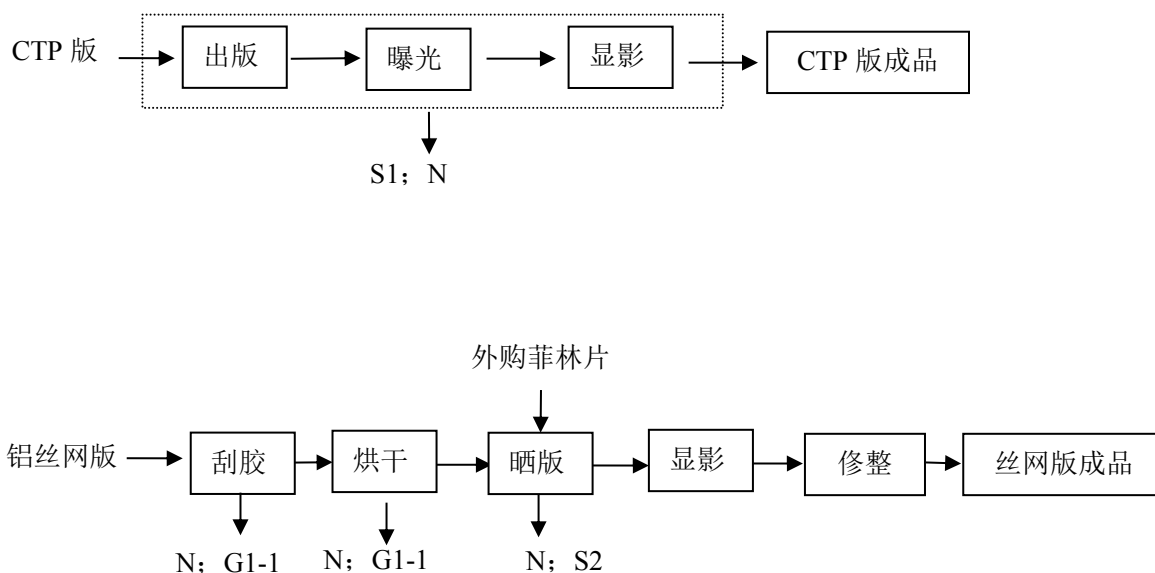 CTP 版 出版 曝光 显影 CTP 版成品
S1；N
外购菲林片
铝丝网版 刮胶 烘干 晒版 显影 修整 丝网版成品
N；G1-1 N；G1-1 N；S2